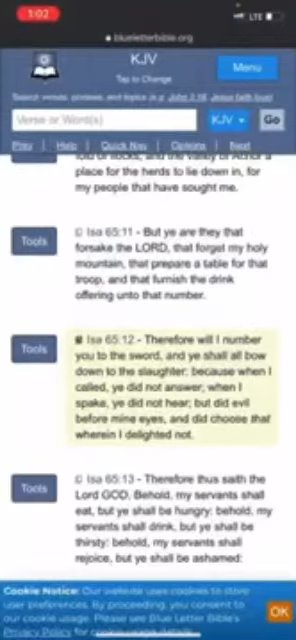 1:02
LTE
blueletterbible.org
KJV
Tap to Change
Menu
Search verses, phrases, and topics (e.g. John 3:16, Jesus faith love)
Verse or Word(s)
KJV
Go
Prev | Help | Quick Nav | Options | Next
fold of flocks, and the valley of Achor a
place for the herds to lie down in, for
my people that have sought me.
Tools
Isa 65:11 - But ye are they that
forsake the LORD, that forget my holy
mountain, that prepare a table for that
troop, and that furnish the drink
offering unto that number.
Tools
Isa 65:12 - Therefore will I number
you to the sword, and ye shall all bow
down to the slaughter: because when I
called, ye did not answer; when I
spake, ye did not hear; but did evil
before mine eyes, and did choose that
wherein I delighted not.
Tools
Isa 65:13 - Therefore thus saith the
Lord GOD, Behold, my servants shall
eat, but ye shall be hungry: behold, my
servants shall drink, but ye shall be
thirsty: behold, my servants shall
rejoice, but ye shall be ashamed:
Cookie Notice: Our website uses cookies to store
user preferences. By proceeding, you consent to
our cookie usage. Please see Blue Letter Bible's
Privacy Policy for
OK